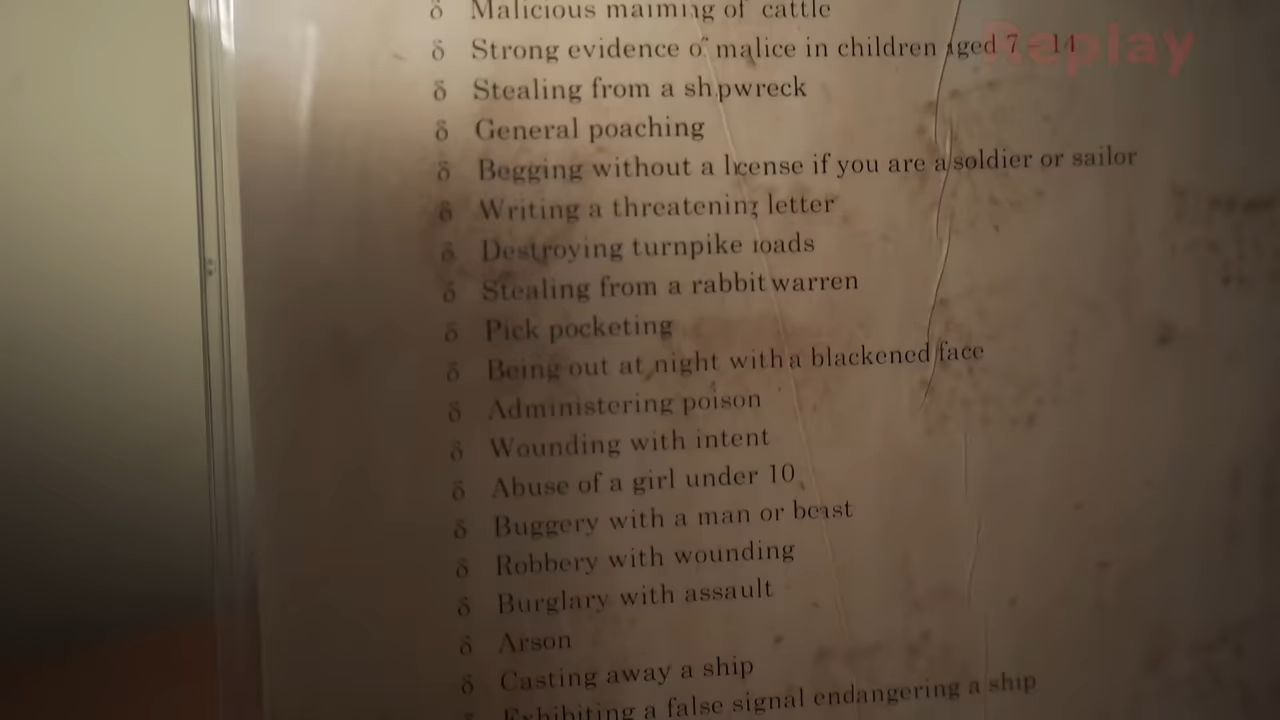 δ Malicious maiming of cattle
Replay
δ Strong evidence of malice in children aged 7 - 14
δ Stealing from a shipwreck
δ General poaching
δ Begging without a license if you are a soldier or sailor
δ Writing a threatening letter
δ Destroying turnpike roads
δ Stealing from a rabbit warren
δ Pick pocketing
δ Being out at night with a blackened face
δ Administering poison
δ Wounding with intent
δ Abuse of a girl under 10
δ Buggery with a man or beast
δ Robbery with wounding
δ Burglary with assault
δ Arson
δ Casting away a ship
δ Exhibiting a false signal endangering a ship